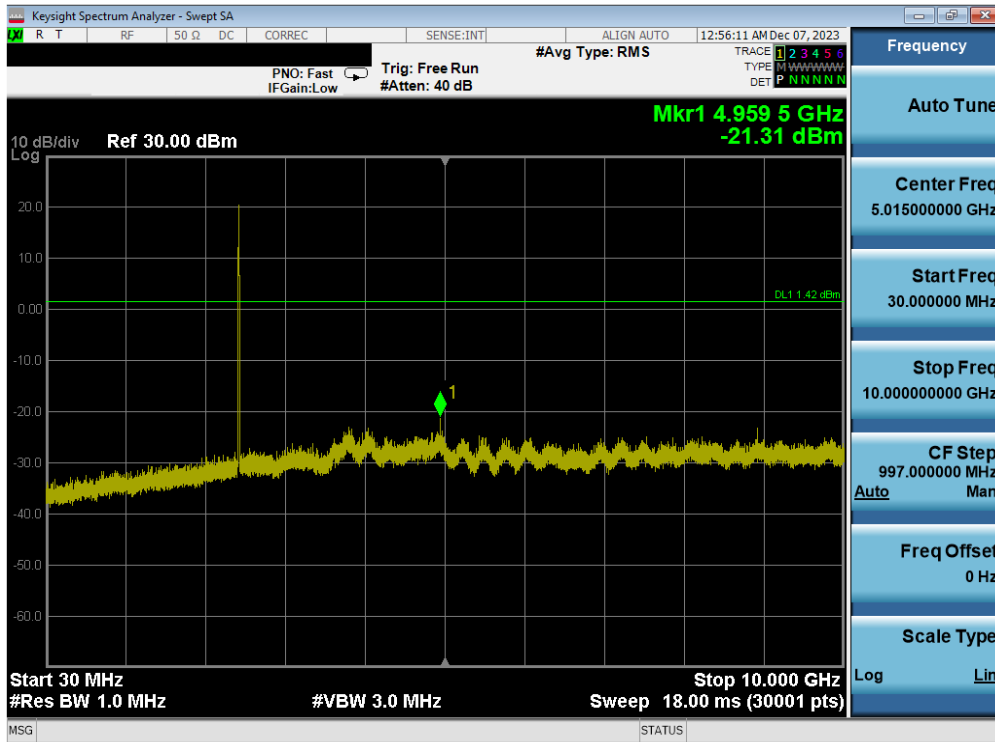 Keysight Spectrum Analyzer - Swept SA
LXI R T RF 50 Ω DC CORREC SENSE:INT ALIGN AUTO 12:56:11 AM Dec 07, 2023
PNO: Fast
IFGain:Low
Trig: Free Run
#Atten: 40 dB
#Avg Type: RMS
TRACE 1 2 3 4 5 6
TYPE M WWWWW
DET P N N N N N
Mkr1 4.959 5 GHz
-21.31 dBm
10 dB/div Ref 30.00 dBm
Log
20.0
10.0
0.00
-10.0
-20.0
-30.0
-40.0
-50.0
-60.0
DL1 1.42 dBm
1
Start 30 MHz Stop 10.000 GHz
#Res BW 1.0 MHz #VBW 3.0 MHz Sweep 18.00 ms (30001 pts)
MSG STATUS
Frequency
Auto Tune
Center Freq
5.015000000 GHz
Start Freq
30.000000 MHz
Stop Freq
10.000000000 GHz
CF Step
997.000000 MHz
Auto Man
Freq Offset
0 Hz
Scale Type
Log Lin